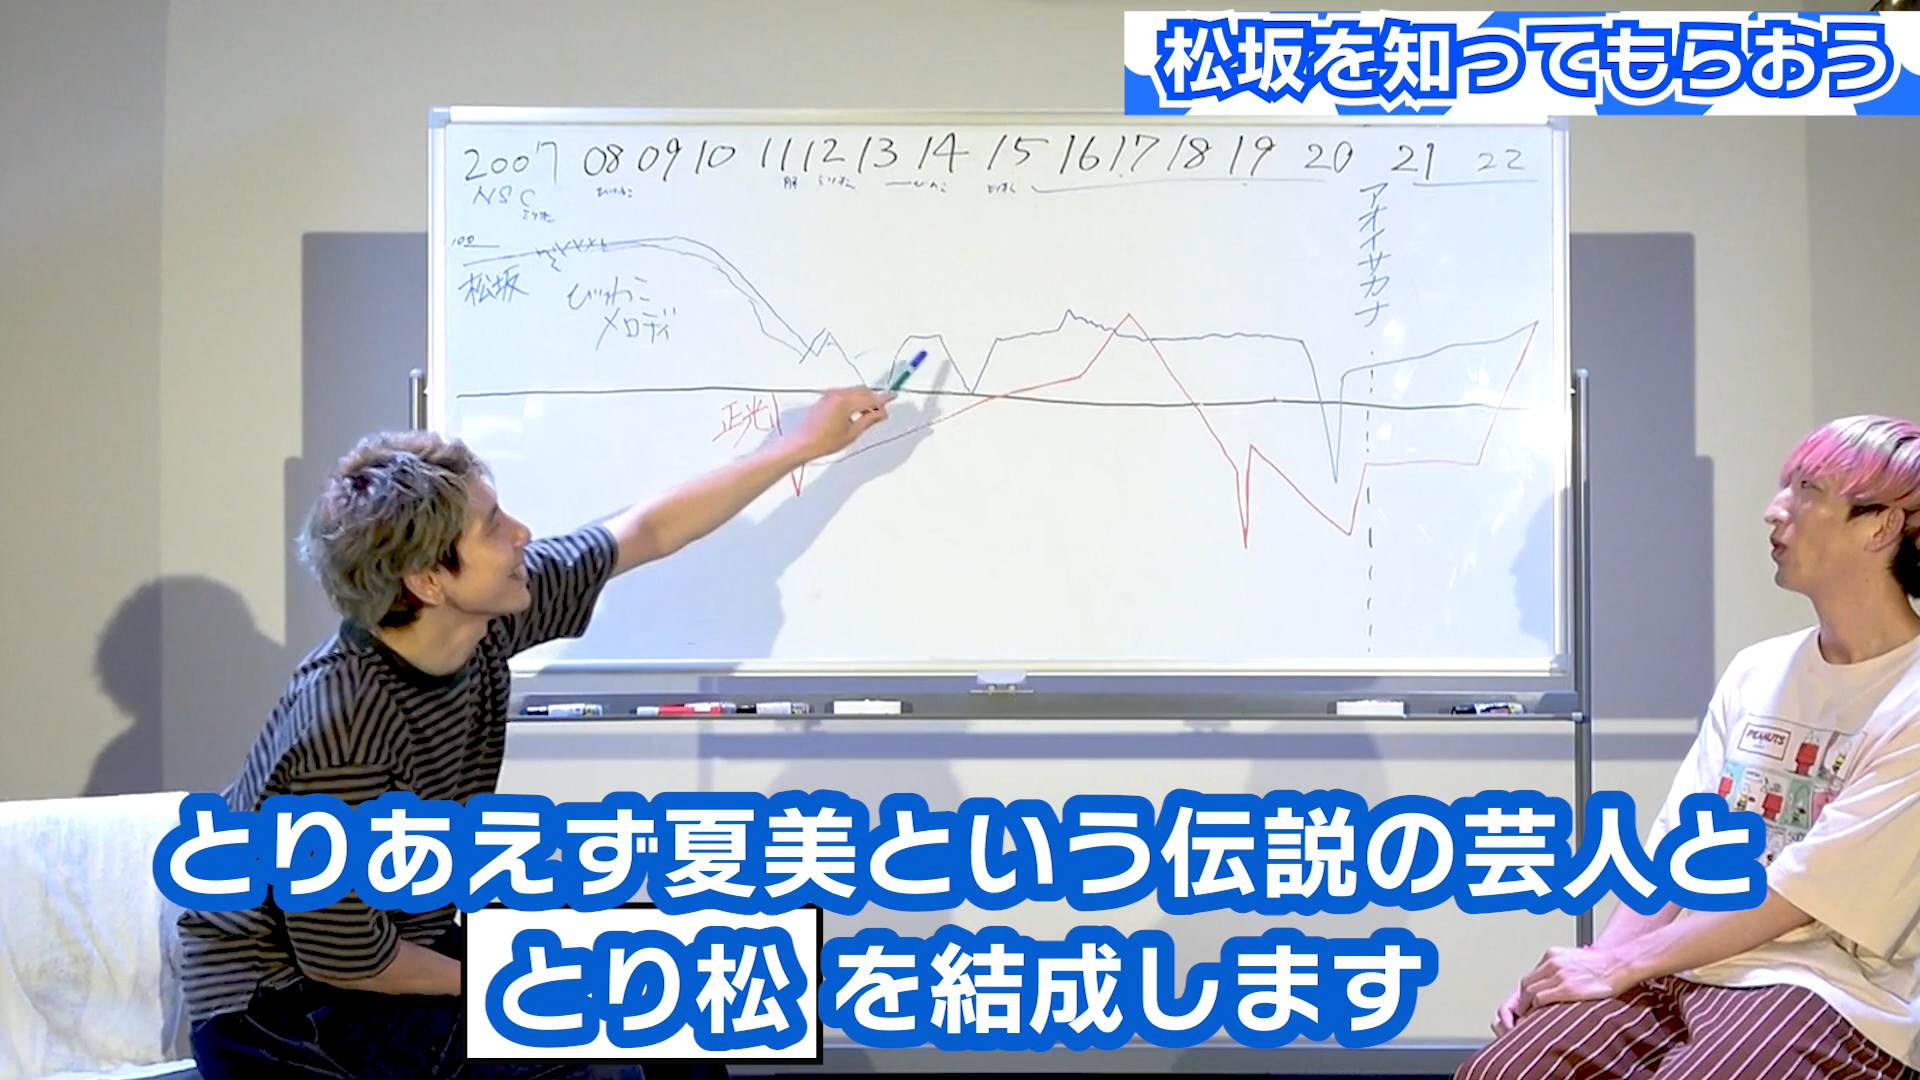 松坂を知ってもらおう
2007 08 09 10 11 12 13 14 15 16 17 18 19 20 21 22
NSC
100
松坂
びわこ
メロディ
アオイサカナ
正光
PEANUTS
とりあえず夏美という伝説の芸人と
とり松 を結成します